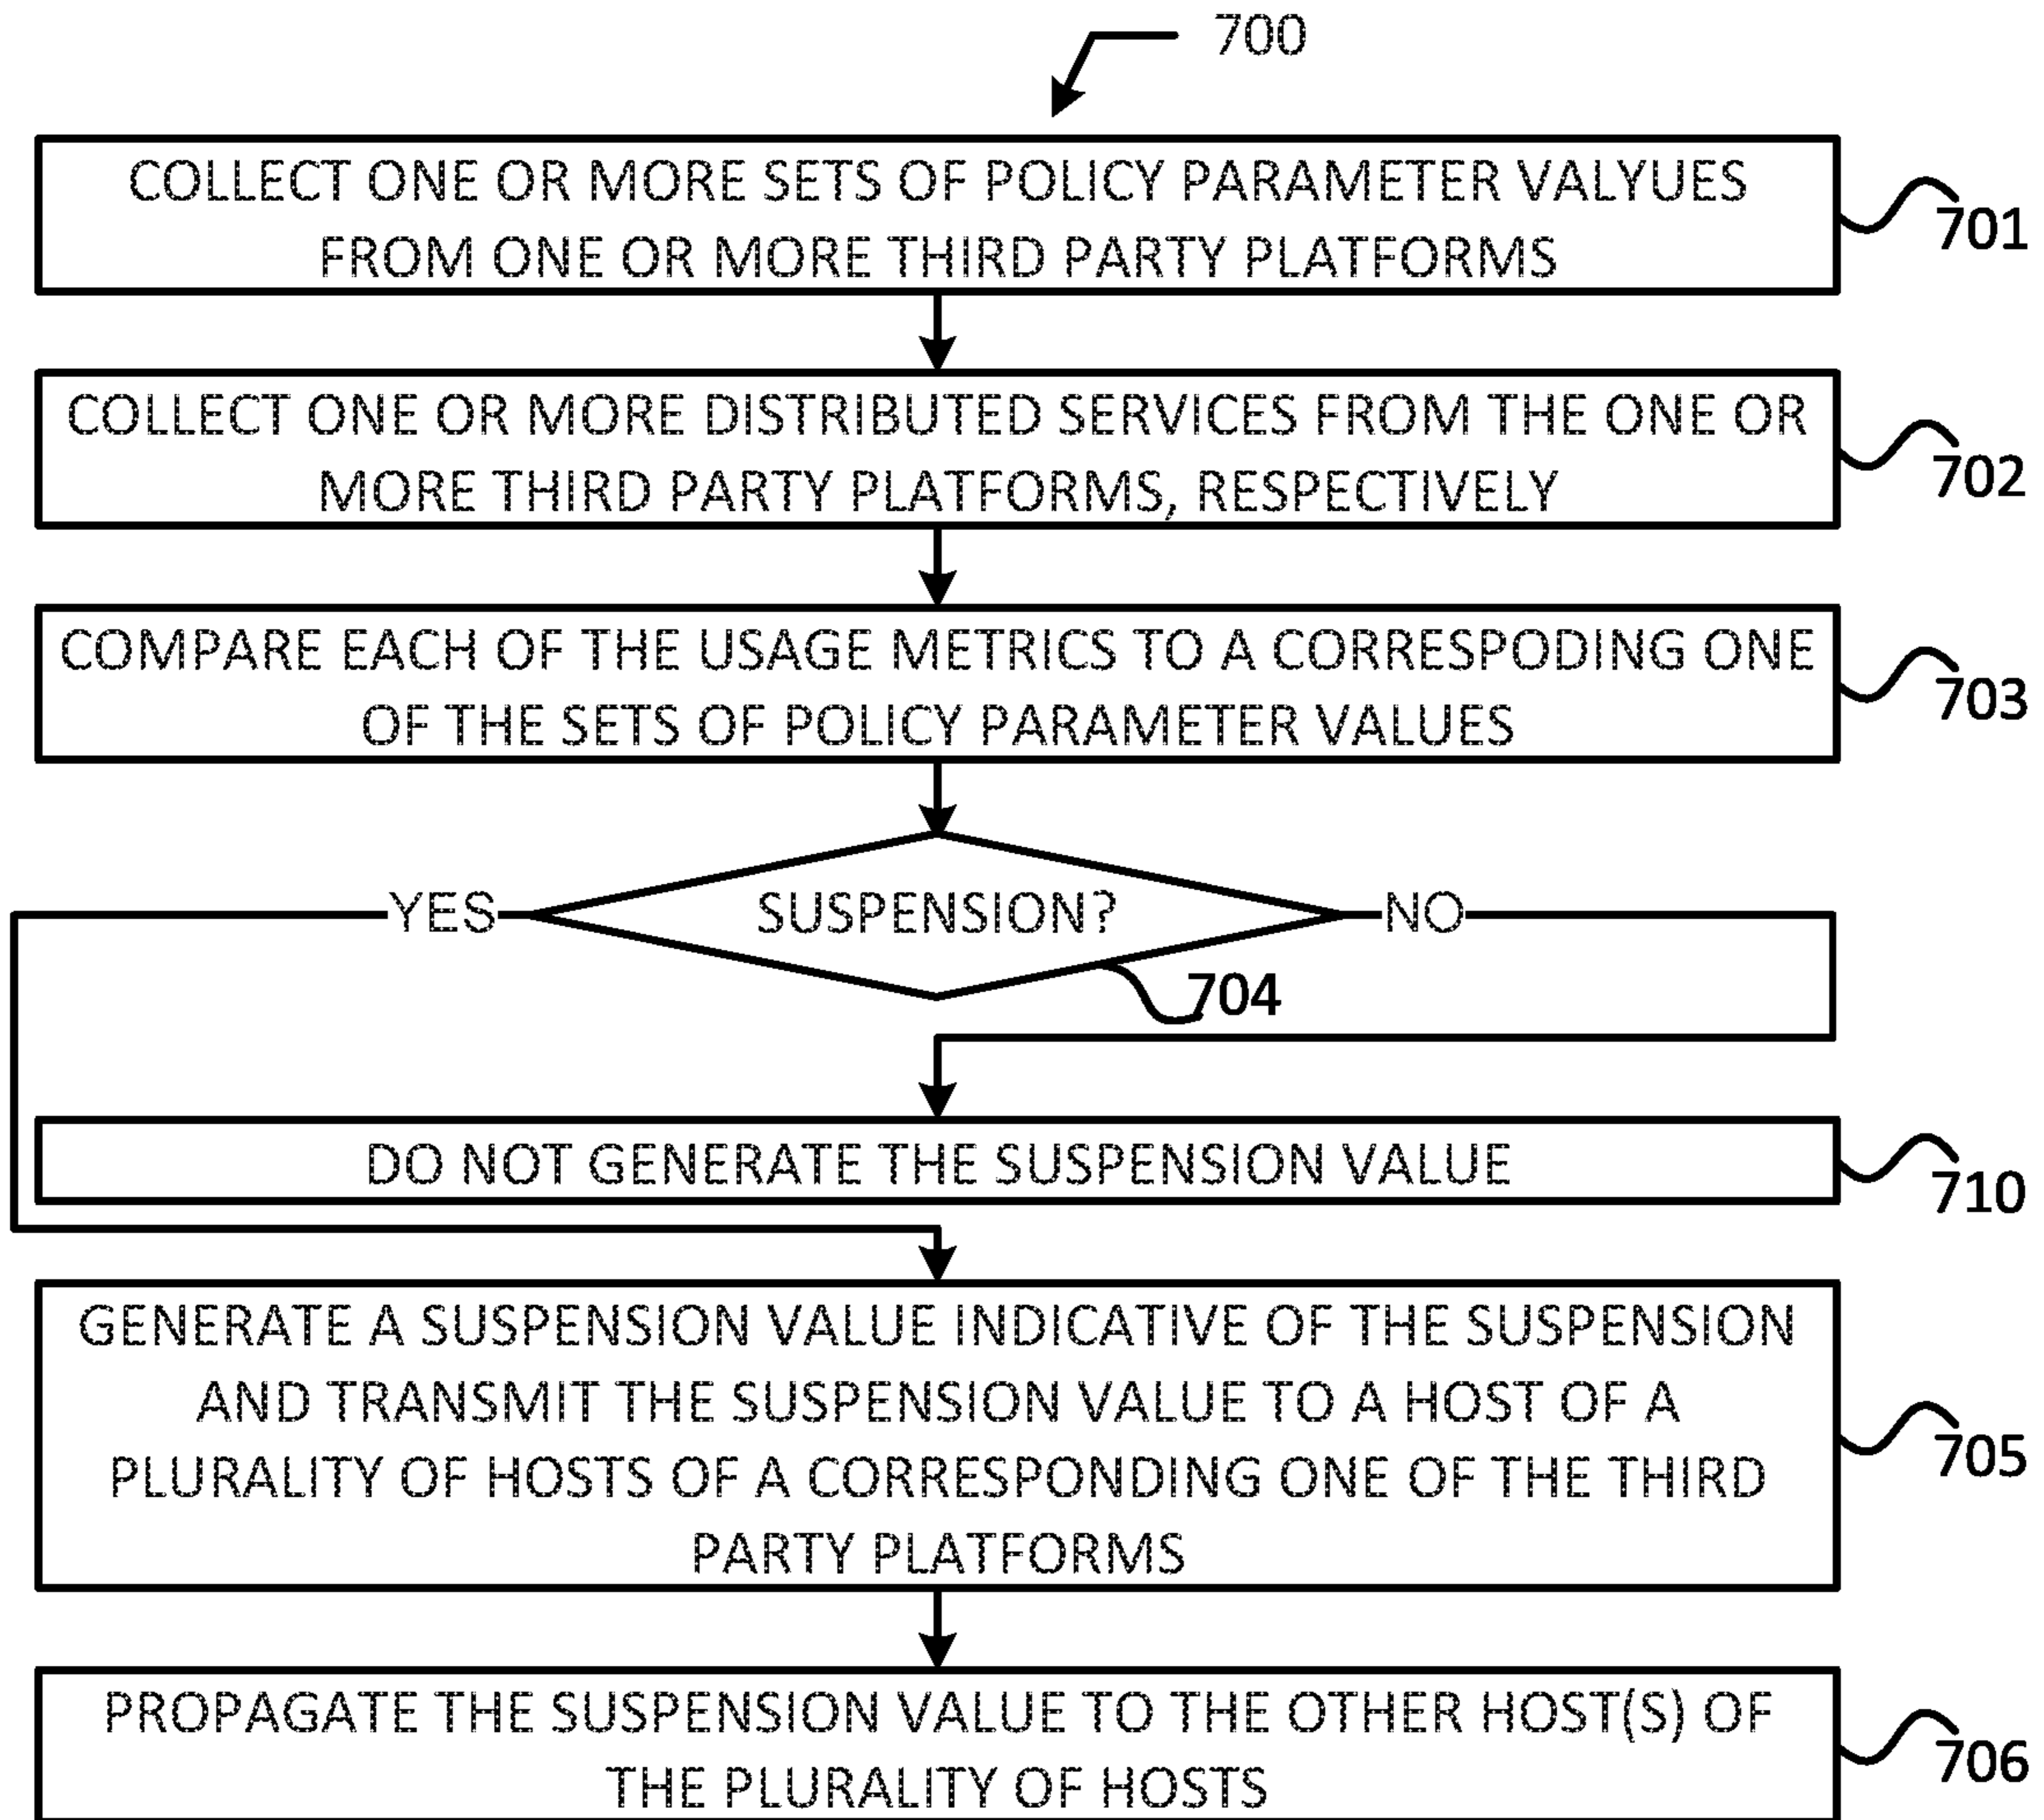 700
COLLECT ONE OR MORE SETS OF POLICY PARAMETER VALYUES
FROM ONE OR MORE THIRD PARTY PLATFORMS
701
COLLECT ONE OR MORE DISTRIBUTED SERVICES FROM THE ONE OR
MORE THIRD PARTY PLATFORMS, RESPECTIVELY
702
COMPARE EACH OF THE USAGE METRICS TO A CORRESPODING ONE
OF THE SETS OF POLICY PARAMETER VALUES
703
YES
SUSPENSION?
NO
704
DO NOT GENERATE THE SUSPENSION VALUE
710
GENERATE A SUSPENSION VALUE INDICATIVE OF THE SUSPENSION
AND TRANSMIT THE SUSPENSION VALUE TO A HOST OF A
PLURALITY OF HOSTS OF A CORRESPONDING ONE OF THE THIRD
PARTY PLATFORMS
705
PROPAGATE THE SUSPENSION VALUE TO THE OTHER HOST(S) OF
THE PLURALITY OF HOSTS
706